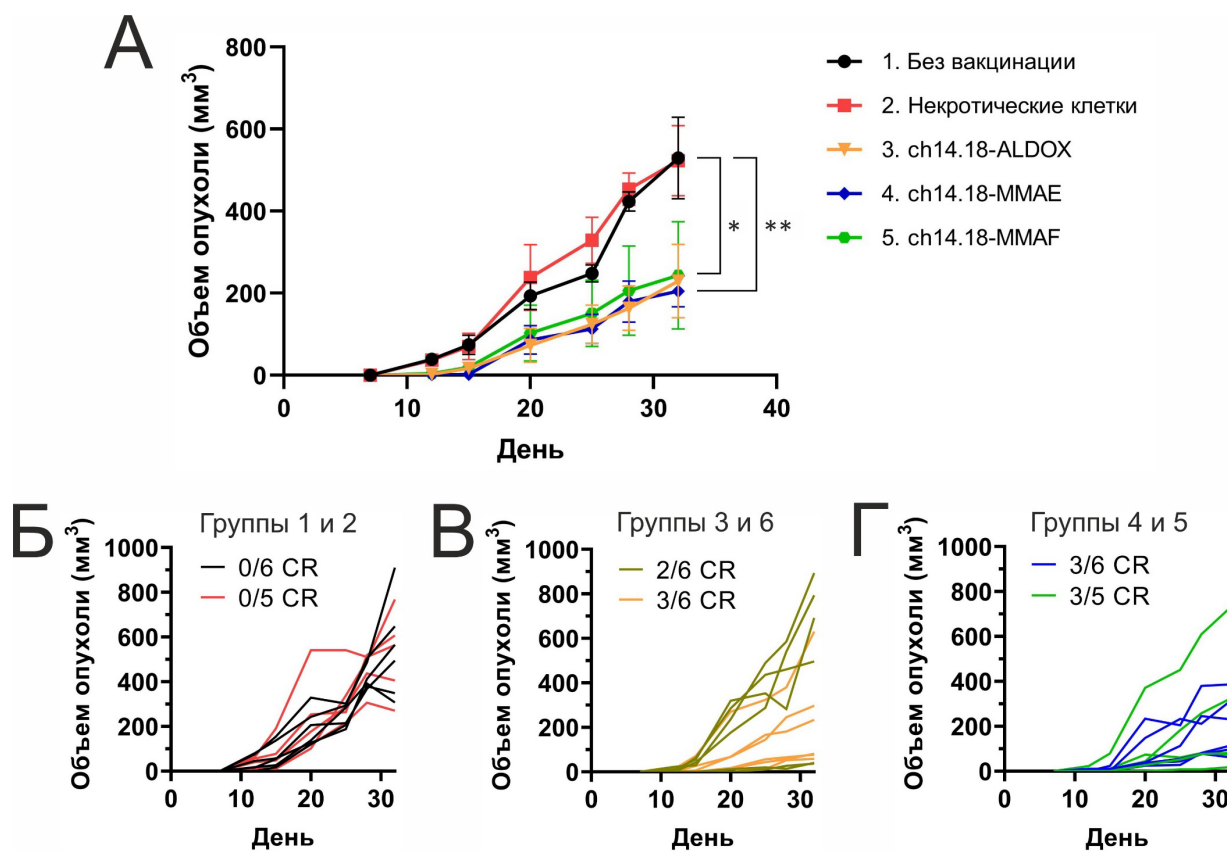 А
800
600
400
200
0
Объем опухоли (мм³)
0 10 20 30 40
День
1. Без вакцинации
2. Некротические клетки
3. ch14.18-ALDOX
4. ch14.18-MMAE
5. ch14.18-MMAF
* **
Б
Группы 1 и 2
0/6 CR
0/5 CR
1000
800
600
400
200
0
Объем опухоли (мм³)
0 10 20 30
День
В
Группы 3 и 6
2/6 CR
3/6 CR
1000
800
600
400
200
0
Объем опухоли (мм³)
0 10 20 30
День
Г
Группы 4 и 5
3/6 CR
3/5 CR
1000
800
600
400
200
0
Объем опухоли (мм³)
0 10 20 30
День